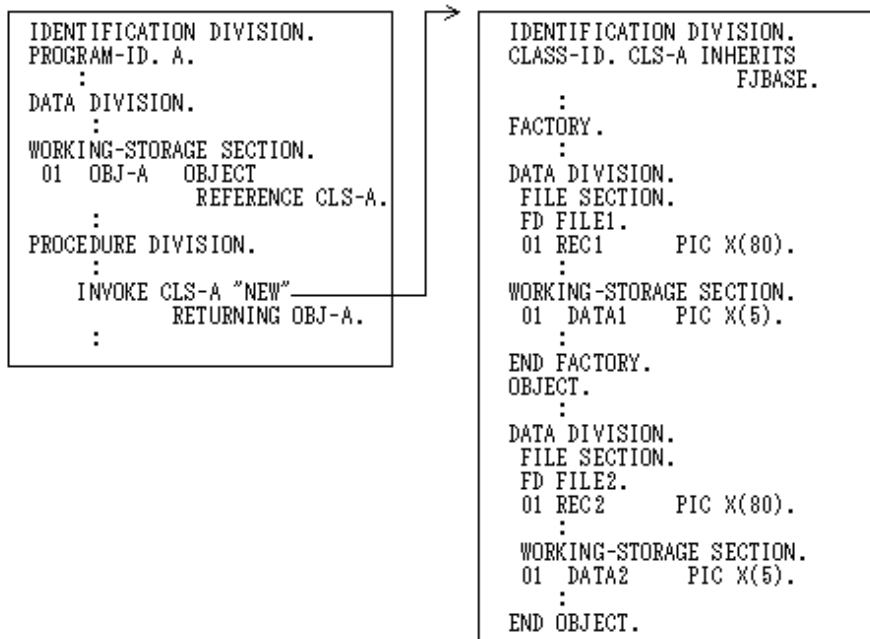 IDENTIFICATION DIVISION.
PROGRAM-ID. A.
:
DATA DIVISION.
:
WORKING-STORAGE SECTION.
01 OBJ-A OBJECT
REFERENCE CLS-A.
:
PROCEDURE DIVISION.
:
INVOKE CLS-A "NEW"
RETURNING OBJ-A.
:
IDENTIFICATION DIVISION.
CLASS-ID. CLS-A INHERITS
FJBASE.
:
FACTORY.
:
DATA DIVISION.
FILE SECTION.
FD FILE1.
01 REC1 PIC X(80).
:
WORKING-STORAGE SECTION.
01 DATA1 PIC X(5).
:
END FACTORY.
OBJECT.
:
DATA DIVISION.
FILE SECTION.
FD FILE2.
01 REC2 PIC X(80).
:
WORKING-STORAGE SECTION.
01 DATA2 PIC X(5).
:
END OBJECT.